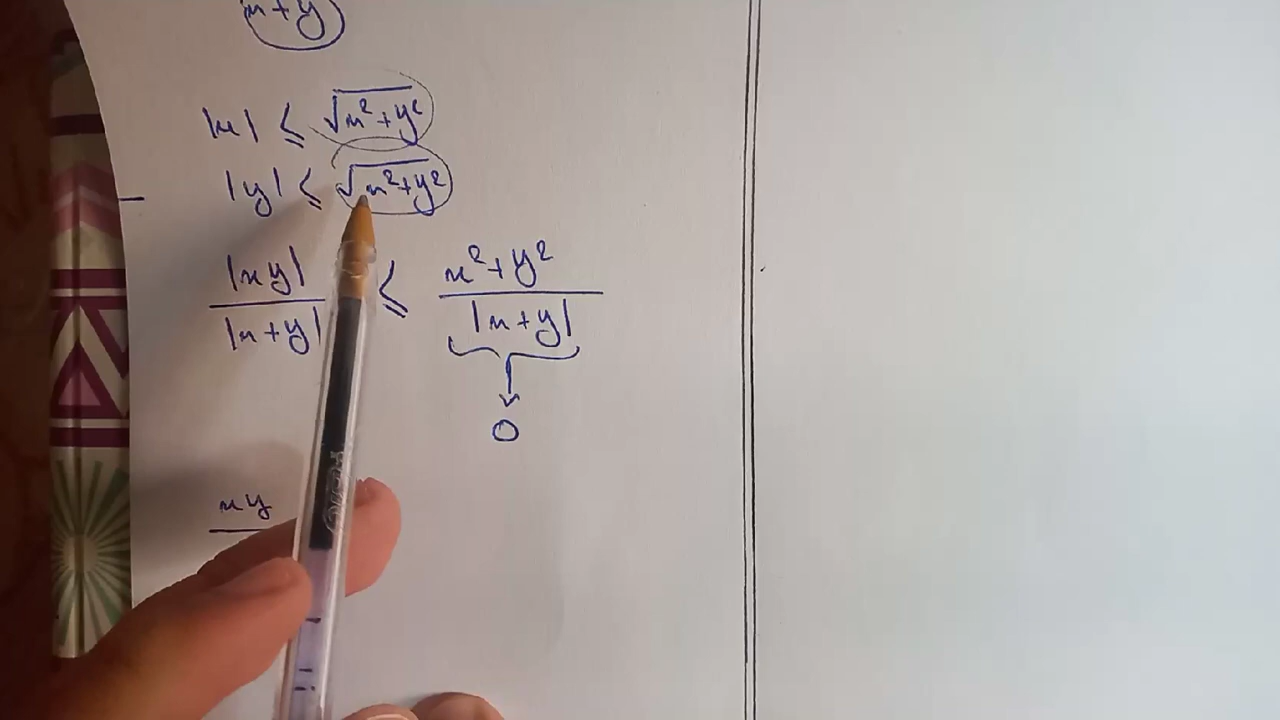 x+y
|x| ≤ √x²+y²
|y| ≤ √x²+y²
|xy| / |x+y| ≤ x²+y² / |x+y|
0
xy